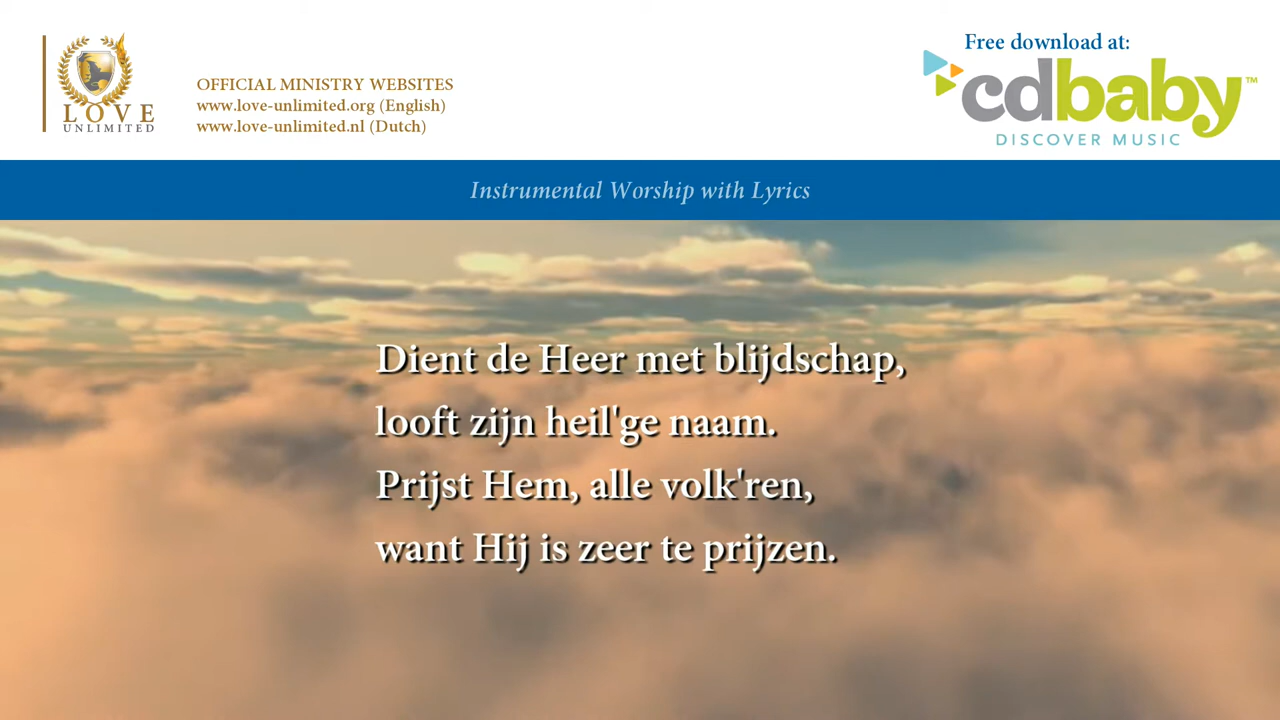 LOVE
UNLIMITED
OFFICIAL MINISTRY WEBSITES
www.love-unlimited.org (English)
www.love-unlimited.nl (Dutch)
Free download at:
cdbaby™
DISCOVER MUSIC
Instrumental Worship with Lyrics
Dient de Heer met blijdschap,
looft zijn heil'ge naam.
Prijst Hem, alle volk'ren,
want Hij is zeer te prijzen.